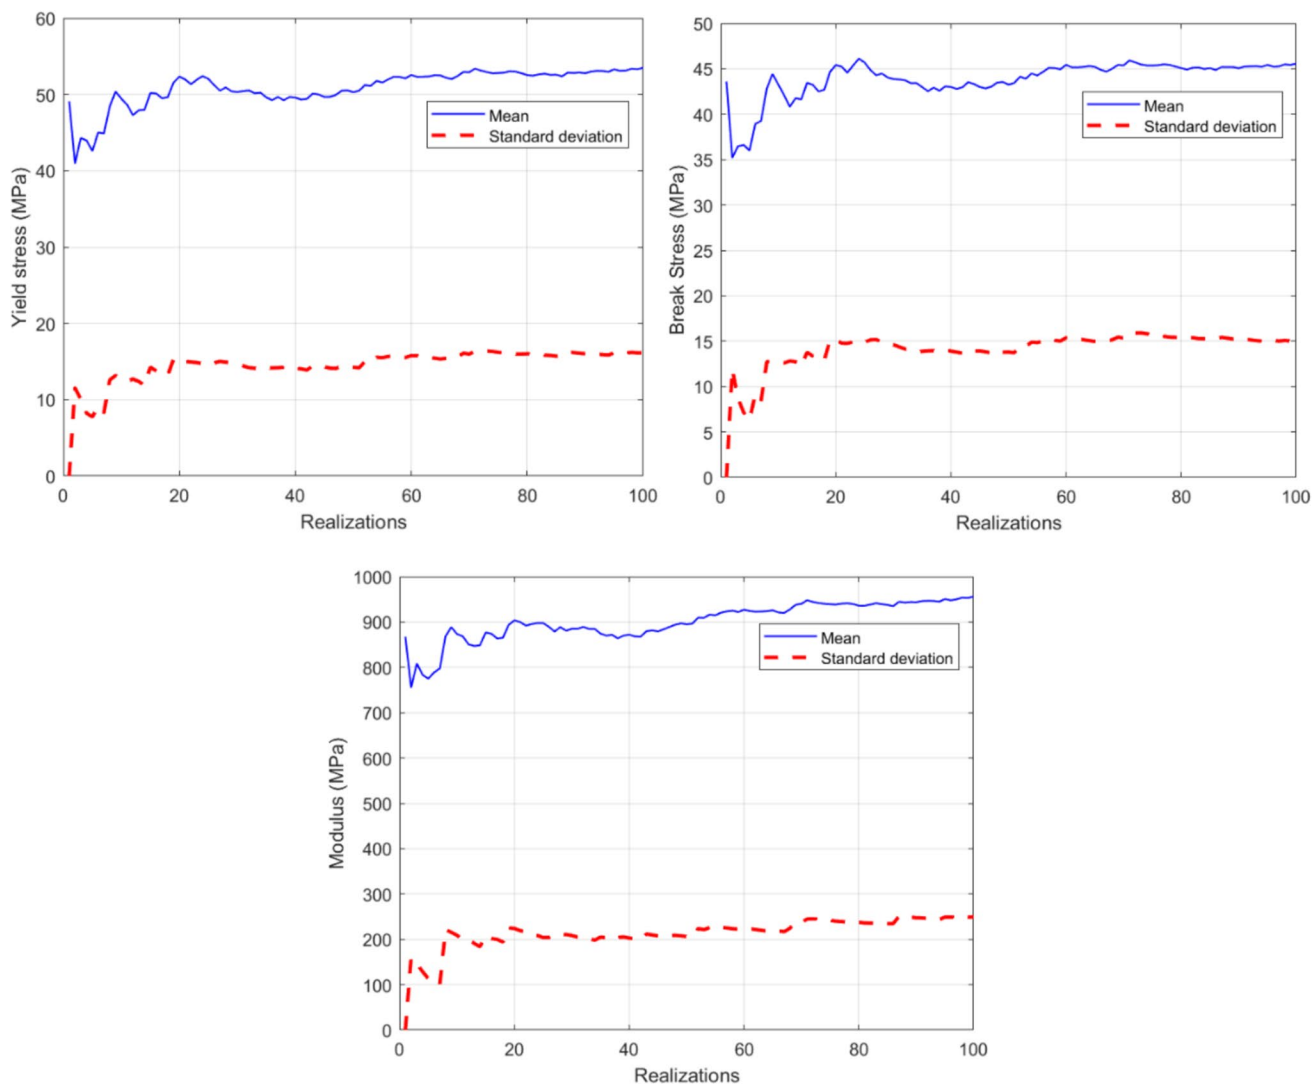 60
50
40
30
20
10
0
Yield stress (MPa)
Mean
Standard deviation
0 20 40 60 80 100
Realizations
50
45
40
35
30
25
20
15
10
5
0
Break Stress (MPa)
Mean
Standard deviation
0 20 40 60 80 100
Realizations
1000
900
800
700
600
500
400
300
200
100
0
Modulus (MPa)
Mean
Standard deviation
0 20 40 60 80 100
Realizations